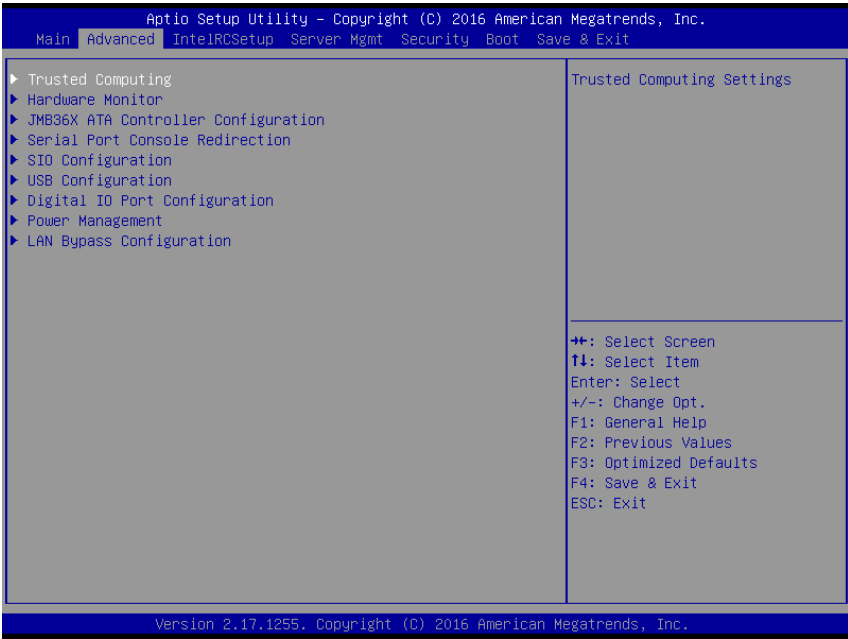 Aptio Setup Utility – Copyright (C) 2016 American Megatrends, Inc.
Main Advanced IntelRCSetup Server Mgmt Security Boot Save & Exit
Trusted Computing
Hardware Monitor
JMB36X ATA Controller Configuration
Serial Port Console Redirection
SIO Configuration
USB Configuration
Digital IO Port Configuration
Power Management
LAN Bypass Configuration
Trusted Computing Settings
→←: Select Screen
↑↓: Select Item
Enter: Select
+/-: Change Opt.
F1: General Help
F2: Previous Values
F3: Optimized Defaults
F4: Save & Exit
ESC: Exit
Version 2.17.1255. Copyright (C) 2016 American Megatrends, Inc.